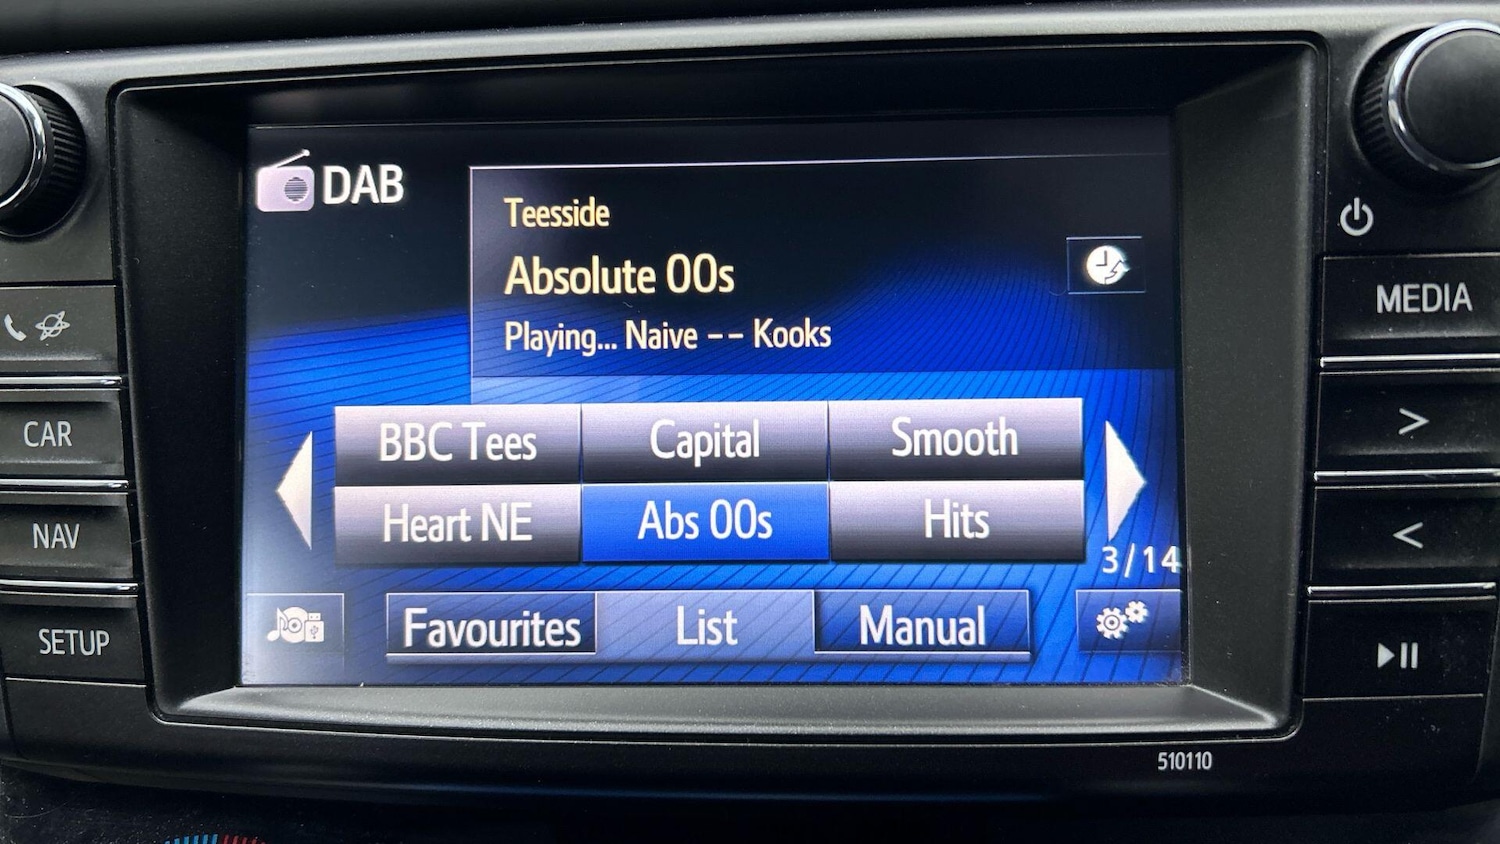 DAB
Teesside
Absolute 00s
Playing... Naive -- Kooks
BBC Tees
Capital
Smooth
Heart NE
Abs 00s
Hits
3/14
Favourites
List
Manual
CAR
NAV
SETUP
MEDIA
>
<
510110